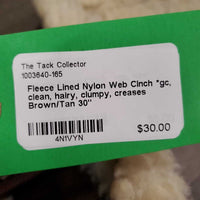 The Tack Collector
1003640-165
Fleece Lined Nylon Web Cinch *gc,
clean, hairy, clumpy, creases
Brown/Tan 30"
$30.00
4N1VYN